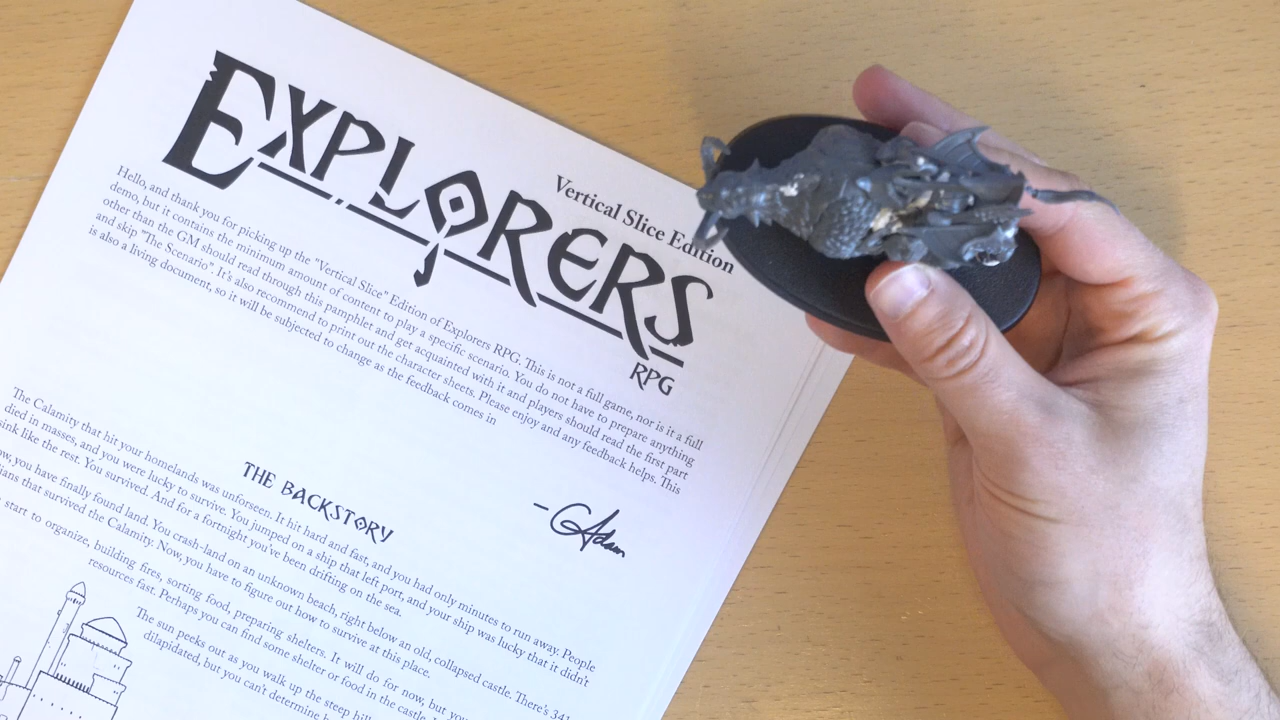 EXPLORERS
Vertical Slice Edition
RPG
Hello, and thank you for picking up the "Vertical Slice" Edition of Explorers RPG. This is not a full game, nor is it a full
demo, but it contains the minimum amount of content to play a specific scenario. You do not have to prepare anything
other than the GM should read through this pamphlet and get acquainted with it and players should read the first part
and skip "The Scenario". It's also recommend to print out the character sheets. Please enjoy and any feedback helps. This
is also a living document, so it will be subjected to change as the feedback comes in
-GAdam
THE BACKSTORY
The Calamity that hit your homelands was unforseen. It hit hard and fast, and you had only minutes to run away. People
died in masses, and you were lucky to survive. You jumped on a ship that left port, and your ship was lucky that it didn't
sink like the rest. You survived. And for a fortnight you've been drifting on the sea.
you have finally found land. You crash-land on an unknown beach, right below an old, collapsed castle. There's 341
that survived the Calamity. Now, you have to figure out how to survive at this place.
start to organize, building fires, sorting food, preparing shelters. It will do for now, but you
resources fast. Perhaps you can find some shelter or food in the castle.
The sun peeks out as you walk up the steep hill
dilapidated, but you can't determine